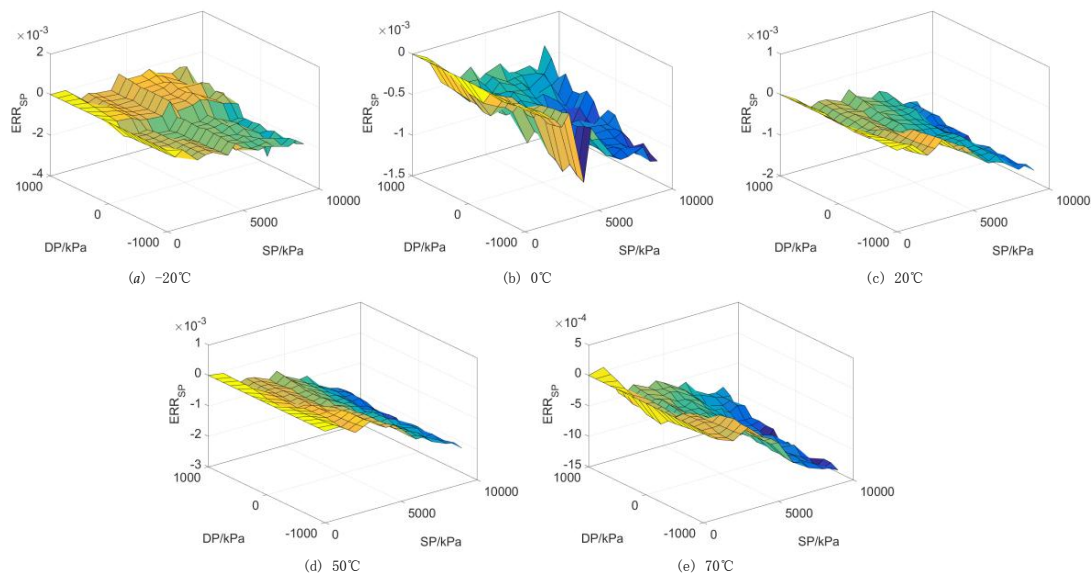 ×10⁻³
2
0
-2
-4
ERR_SP
1000
0
-1000
DP/kPa
0
5000
10000
SP/kPa
(a) -20℃
×10⁻³
0
-0.5
-1
-1.5
ERR_SP
1000
0
-1000
DP/kPa
0
5000
10000
SP/kPa
(b) 0℃
×10⁻³
1
0
-1
-2
ERR_SP
1000
0
-1000
DP/kPa
0
5000
10000
SP/kPa
(c) 20℃
×10⁻³
1
0
-1
-2
-3
ERR_SP
1000
0
-1000
DP/kPa
0
5000
10000
SP/kPa
(d) 50℃
×10⁻⁴
5
0
-5
-10
-15
ERR_SP
1000
0
-1000
DP/kPa
0
5000
10000
SP/kPa
(e) 70℃